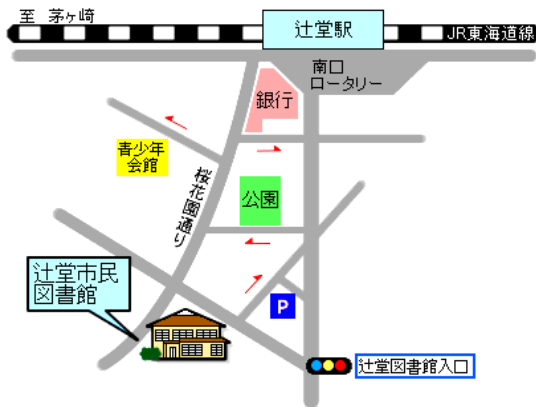 至 茅ヶ崎
辻堂駅
JR東海道線
南口
ロータリー
銀行
青少年
会館
桜花園通り
公園
辻堂市民
図書館
P
辻堂図書館入口